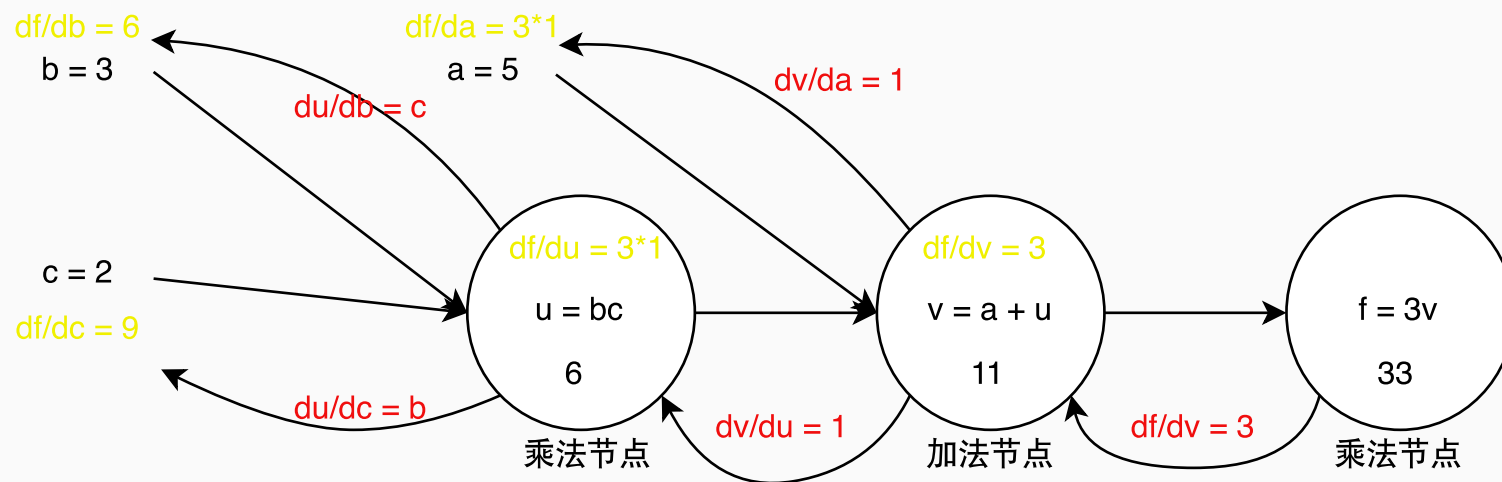 df/db = 6
df/da = 3*1
b = 3
a = 5
dv/da = 1
du/db = c
df/du = 3*1
df/dv = 3
c = 2
u = bc
v = a + u
f = 3v
df/dc = 9
6
11
33
du/dc = b
dv/du = 1
df/dv = 3
乘法节点
加法节点
乘法节点